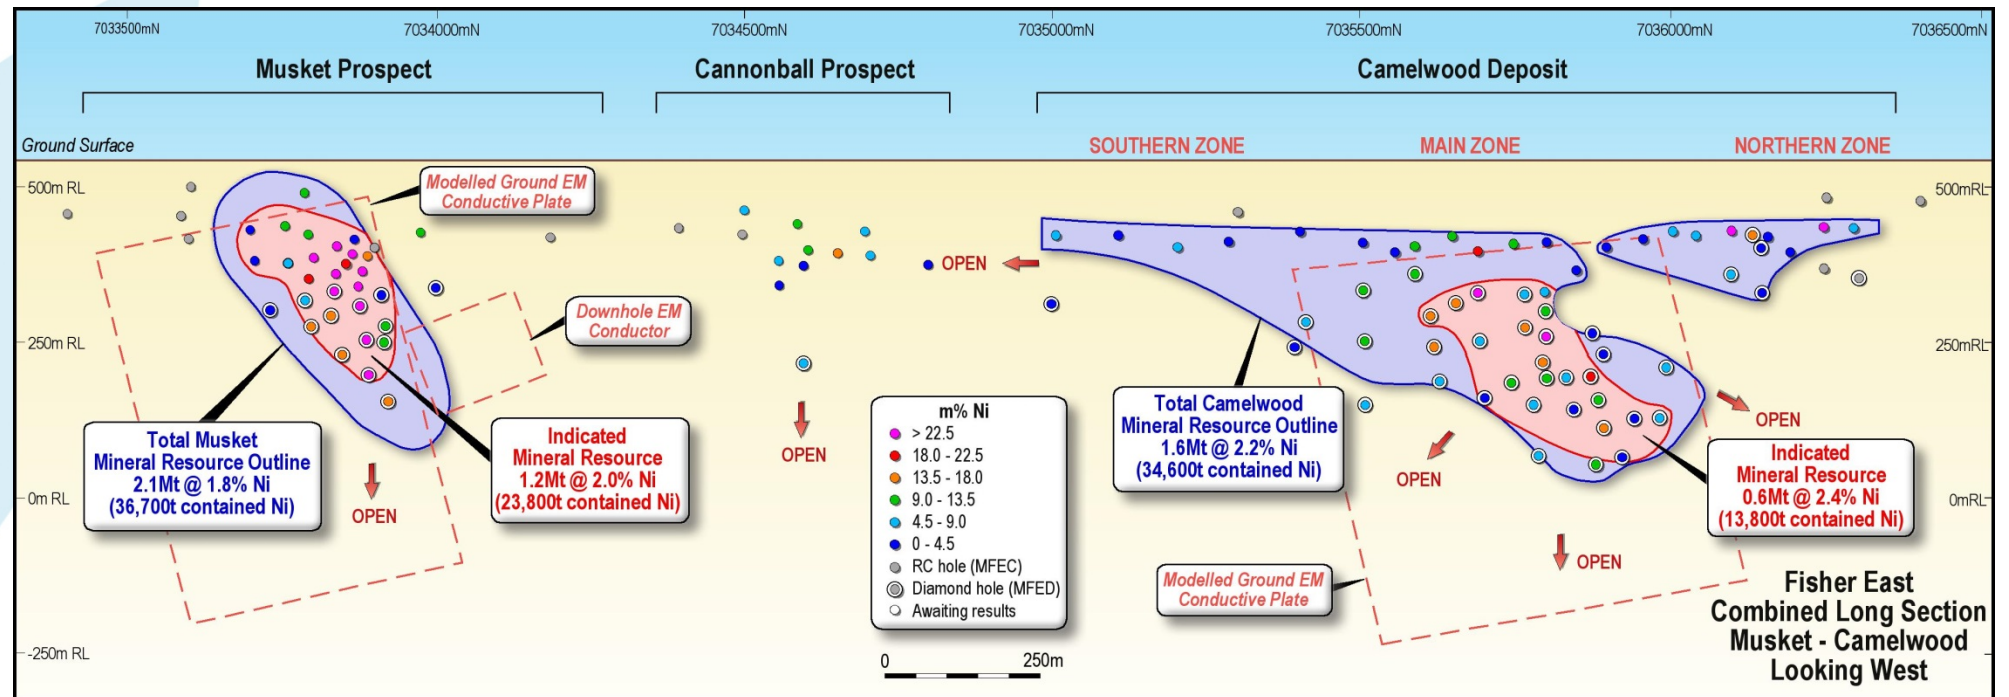 7033500mN
7034000mN
7034500mN
7035000mN
7035500mN
7036000mN
7036500mN
Musket Prospect
Cannonball Prospect
Camelwood Deposit
Ground Surface
SOUTHERN ZONE
MAIN ZONE
NORTHERN ZONE
500m RL
500mRL
Modelled Ground EM
Conductive Plate
OPEN
Downhole EM
Conductor
250m RL
250mRL
Total Musket
Mineral Resource Outline
2.1Mt @ 1.8% Ni
(36,700t contained Ni)
Indicated
Mineral Resource
1.2Mt @ 2.0% Ni
(23,800t contained Ni)
OPEN
OPEN
m% Ni
> 22.5
18.0 - 22.5
13.5 - 18.0
9.0 - 13.5
4.5 - 9.0
0 - 4.5
RC hole (MFEC)
Diamond hole (MFED)
Awaiting results
Total Camelwood
Mineral Resource Outline
1.6Mt @ 2.2% Ni
(34,600t contained Ni)
OPEN
OPEN
OPEN
Indicated
Mineral Resource
0.6Mt @ 2.4% Ni
(13,800t contained Ni)
0m RL
0mRL
Modelled Ground EM
Conductive Plate
-250m RL
0
250m
Fisher East
Combined Long Section
Musket - Camelwood
Looking West